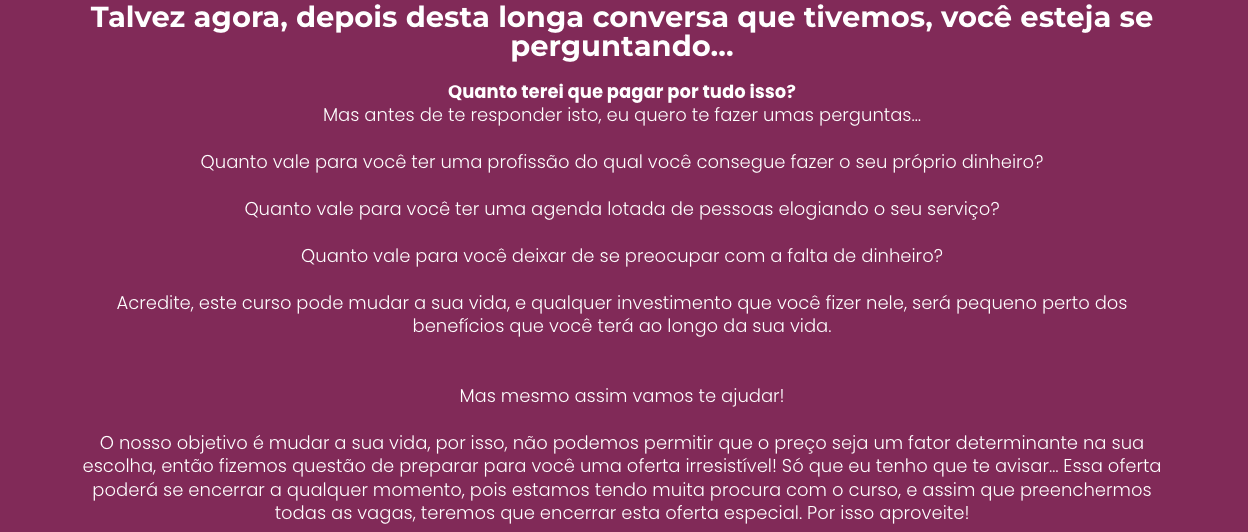 Talvez agora, depois desta longa conversa que tivemos, você esteja se
perguntando...
Quanto terei que pagar por tudo isso?
Mas antes de te responder isto, eu quero te fazer umas perguntas...
Quanto vale para você ter uma profissão do qual você consegue fazer o seu próprio dinheiro?
Quanto vale para você ter uma agenda lotada de pessoas elogiando o seu serviço?
Quanto vale para você deixar de se preocupar com a falta de dinheiro?
Acredite, este curso pode mudar a sua vida, e qualquer investimento que você fizer nele, será pequeno perto dos
benefícios que você terá ao longo da sua vida.
Mas mesmo assim vamos te ajudar!
O nosso objetivo é mudar a sua vida, por isso, não podemos permitir que o preço seja um fator determinante na sua
escolha, então fizemos questão de preparar para você uma oferta irresistível! Só que eu tenho que te avisar... Essa oferta
poderá se encerrar a qualquer momento, pois estamos tendo muita procura com o curso, e assim que preenchermos
todas as vagas, teremos que encerrar esta oferta especial. Por isso aproveite!